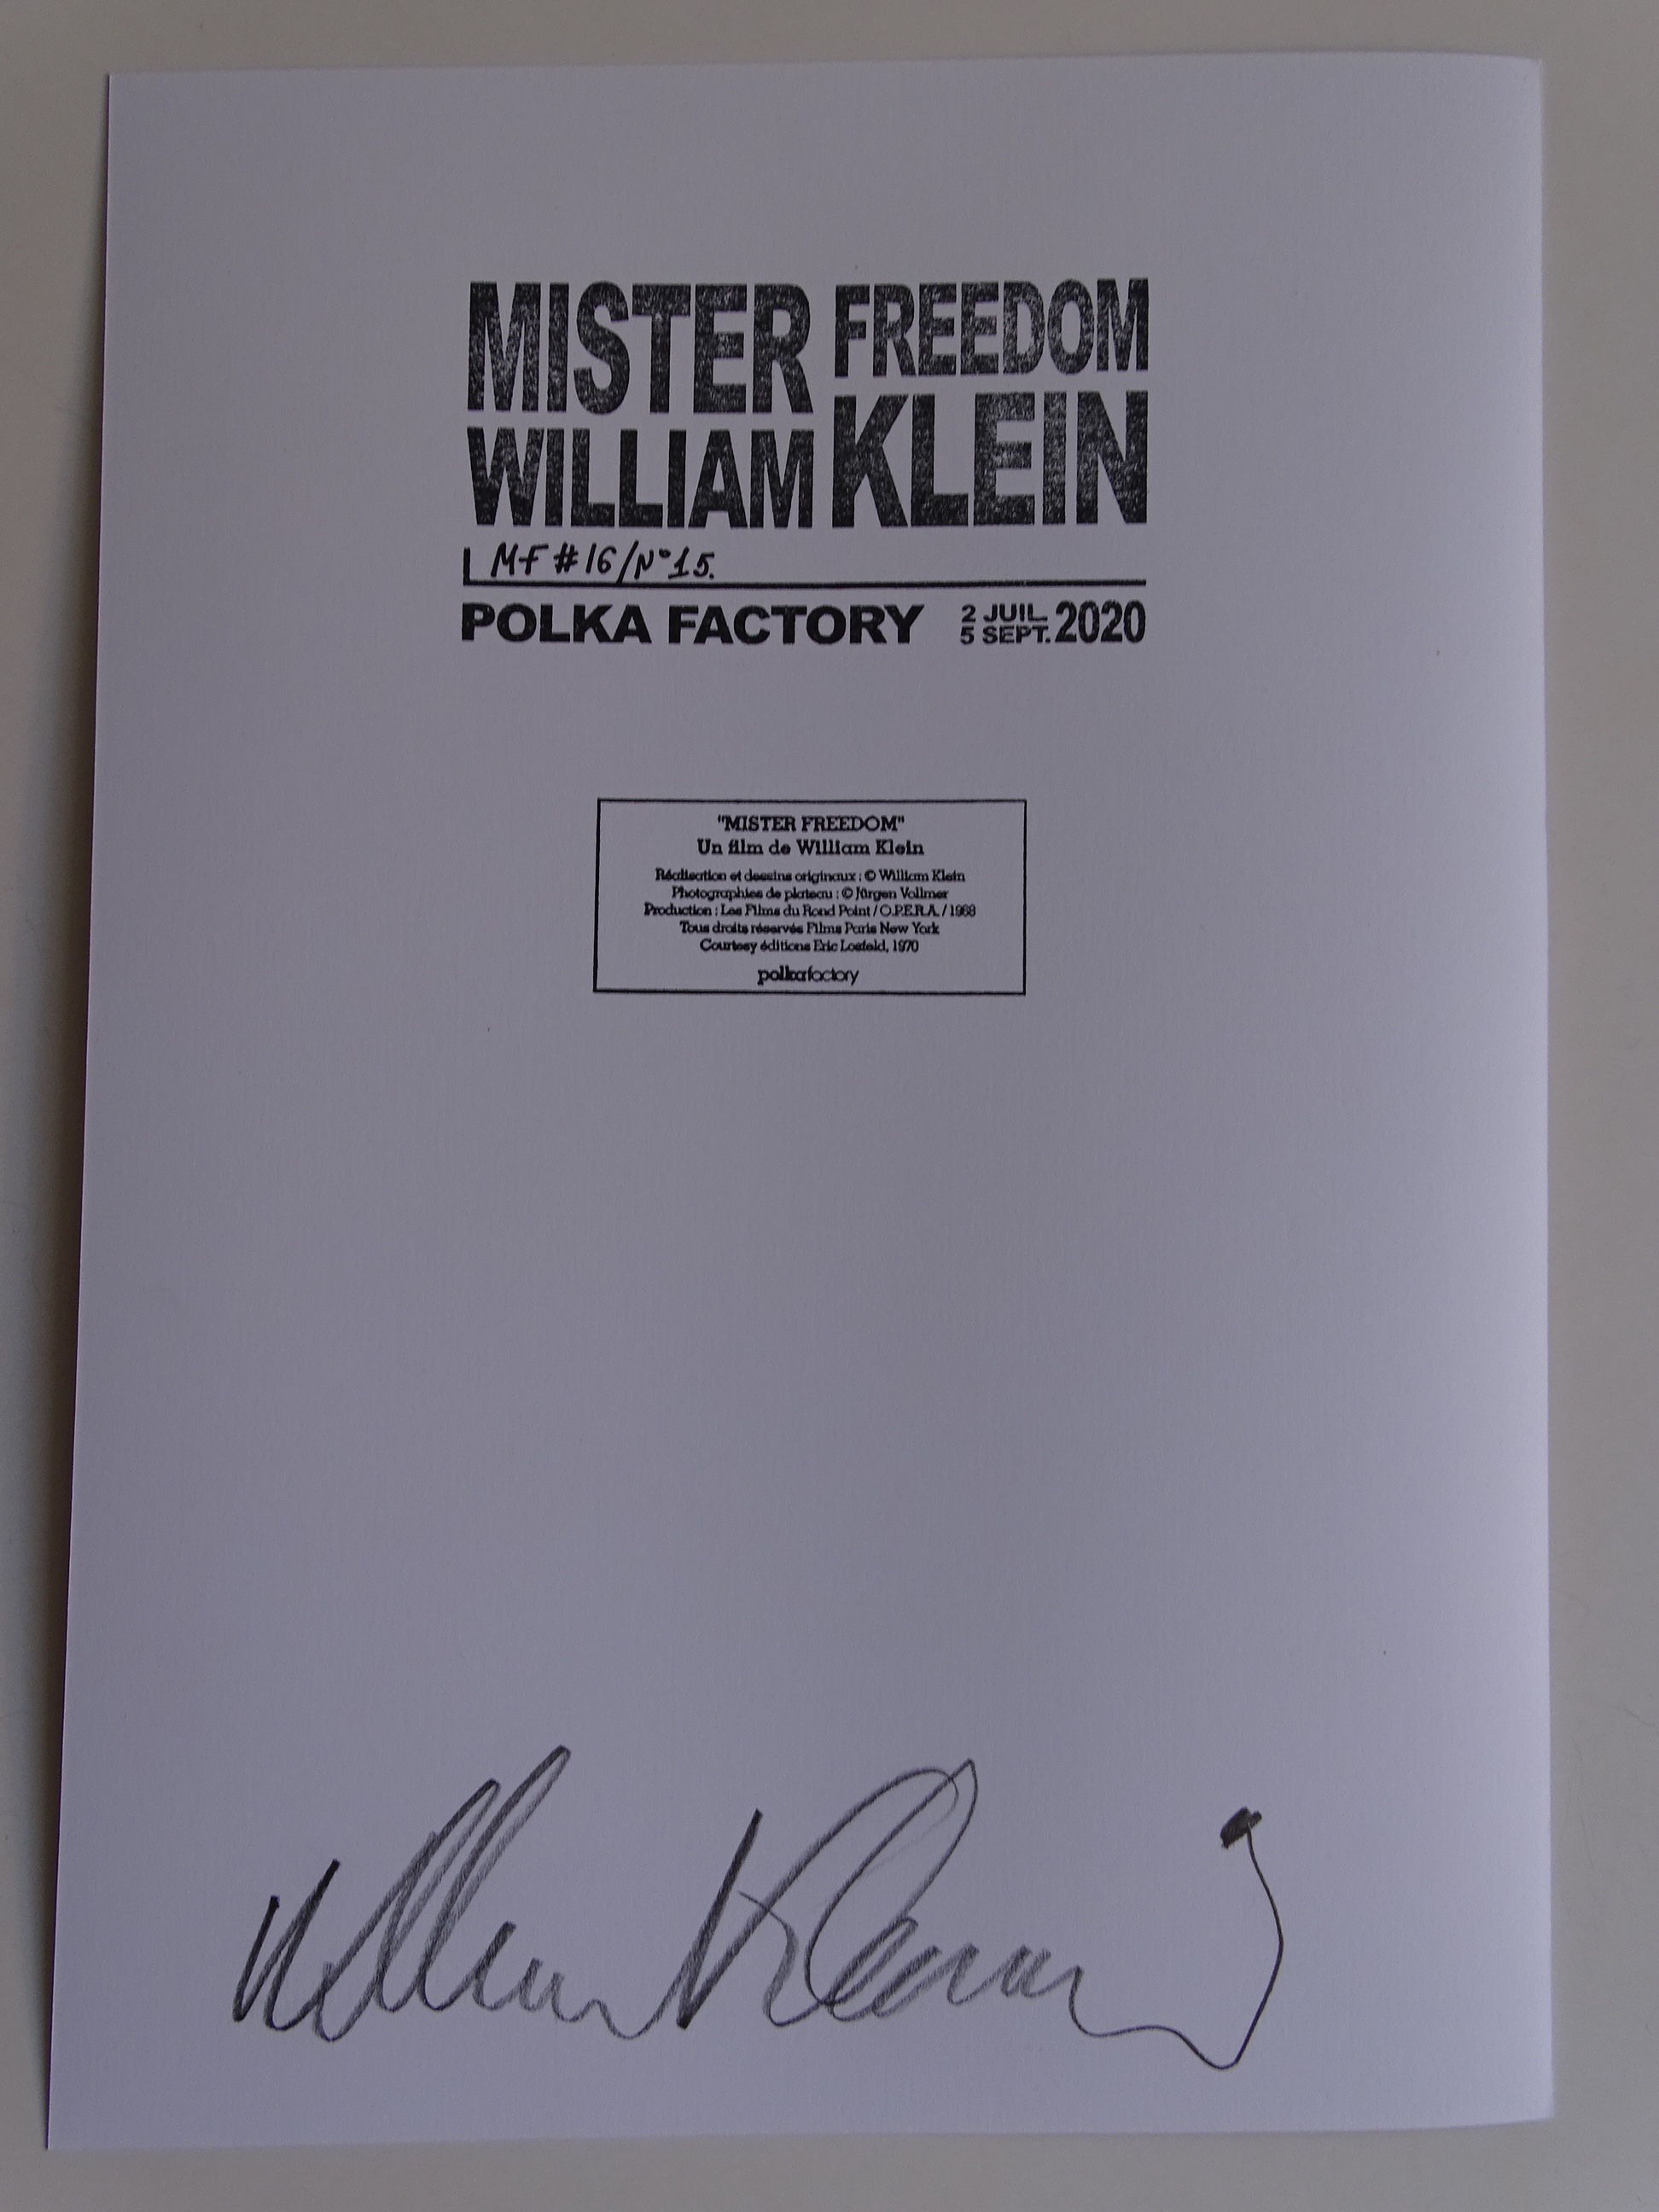 MISTER FREEDOM
WILLIAM KLEIN
MF #16/N°15.
POLKA FACTORY 2 JUIL. 5 SEPT. 2020
"MISTER FREEDOM"
Un film de William Klein
Réalisation et dessins originaux : © William Klein
Photographies de plateau : © Jürgen Vollmer
Production : Les Films du Rond Point / O.P.E.R.A. / 1968
Tous droits réservés Films Paris New York
Courtesy éditions Eric Losfeld, 1970
polkafactory
William Klein